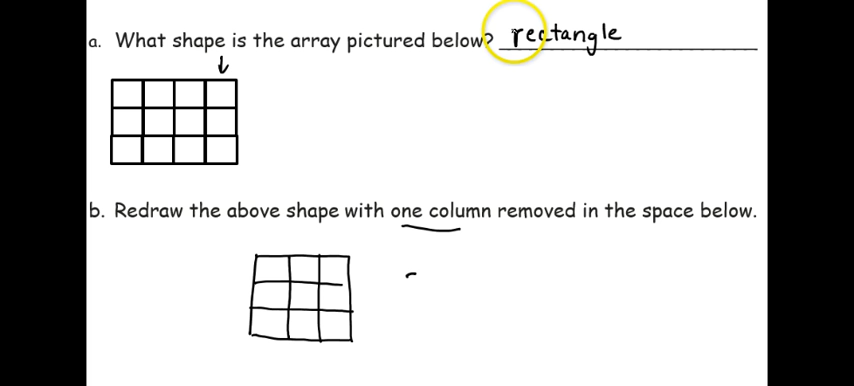 a. What shape is the array pictured below? rectangle
b. Redraw the above shape with one column removed in the space below.